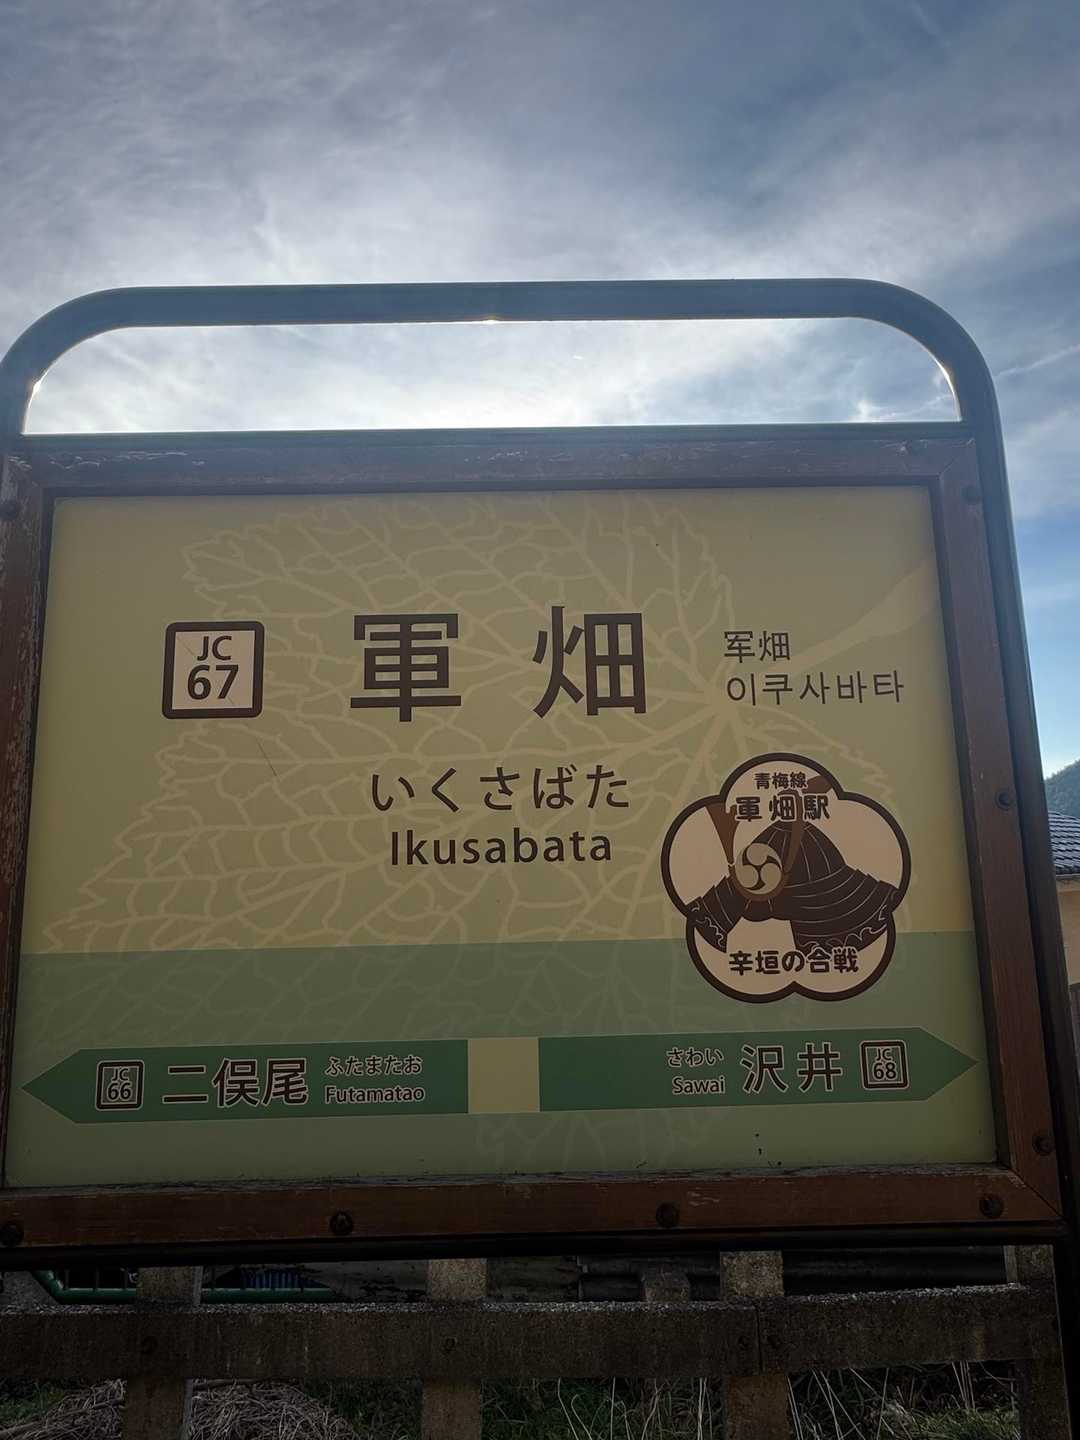 JC
67
軍畑
军畑
이쿠사바타
いくさばた
Ikusabata
青梅線
軍畑駅
辛垣の合戦
JC
66
二俣尾
ふたまたお
Futamatao
さわい
Sawai
沢井
JC
68